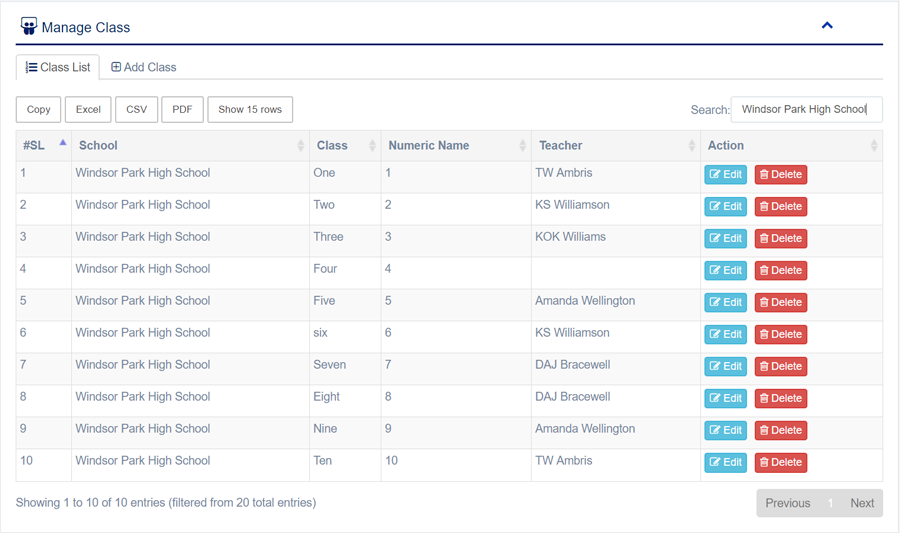 Manage Class
Class List Add Class
Copy Excel CSV PDF Show 15 rows Search: Windsor Park High School
#SL School Class Numeric Name Teacher Action
1 Windsor Park High School One 1 TW Ambris Edit Delete
2 Windsor Park High School Two 2 KS Williamson Edit Delete
3 Windsor Park High School Three 3 KOK Williams Edit Delete
4 Windsor Park High School Four 4 Edit Delete
5 Windsor Park High School Five 5 Amanda Wellington Edit Delete
6 Windsor Park High School six 6 KS Williamson Edit Delete
7 Windsor Park High School Seven 7 DAJ Bracewell Edit Delete
8 Windsor Park High School Eight 8 DAJ Bracewell Edit Delete
9 Windsor Park High School Nine 9 Amanda Wellington Edit Delete
10 Windsor Park High School Ten 10 TW Ambris Edit Delete
Showing 1 to 10 of 10 entries (filtered from 20 total entries) Previous 1 Next